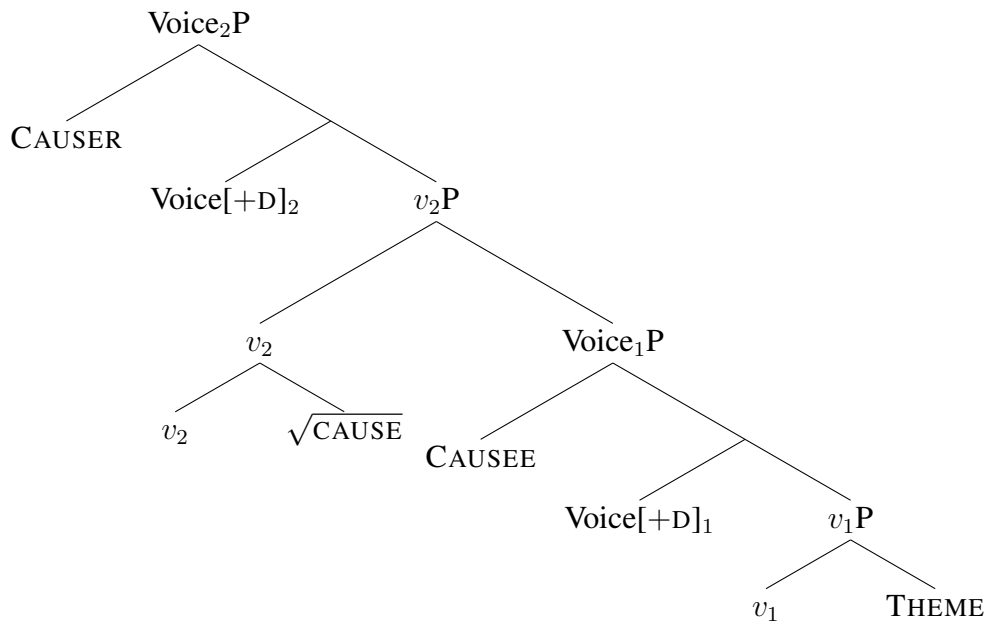 Voice₂P
CAUSER
Voice[+D]₂ v₂P
v₂ Voice₁P
v₂ √CAUSE CAUSEE
Voice[+D]₁ v₁P
v₁ THEME